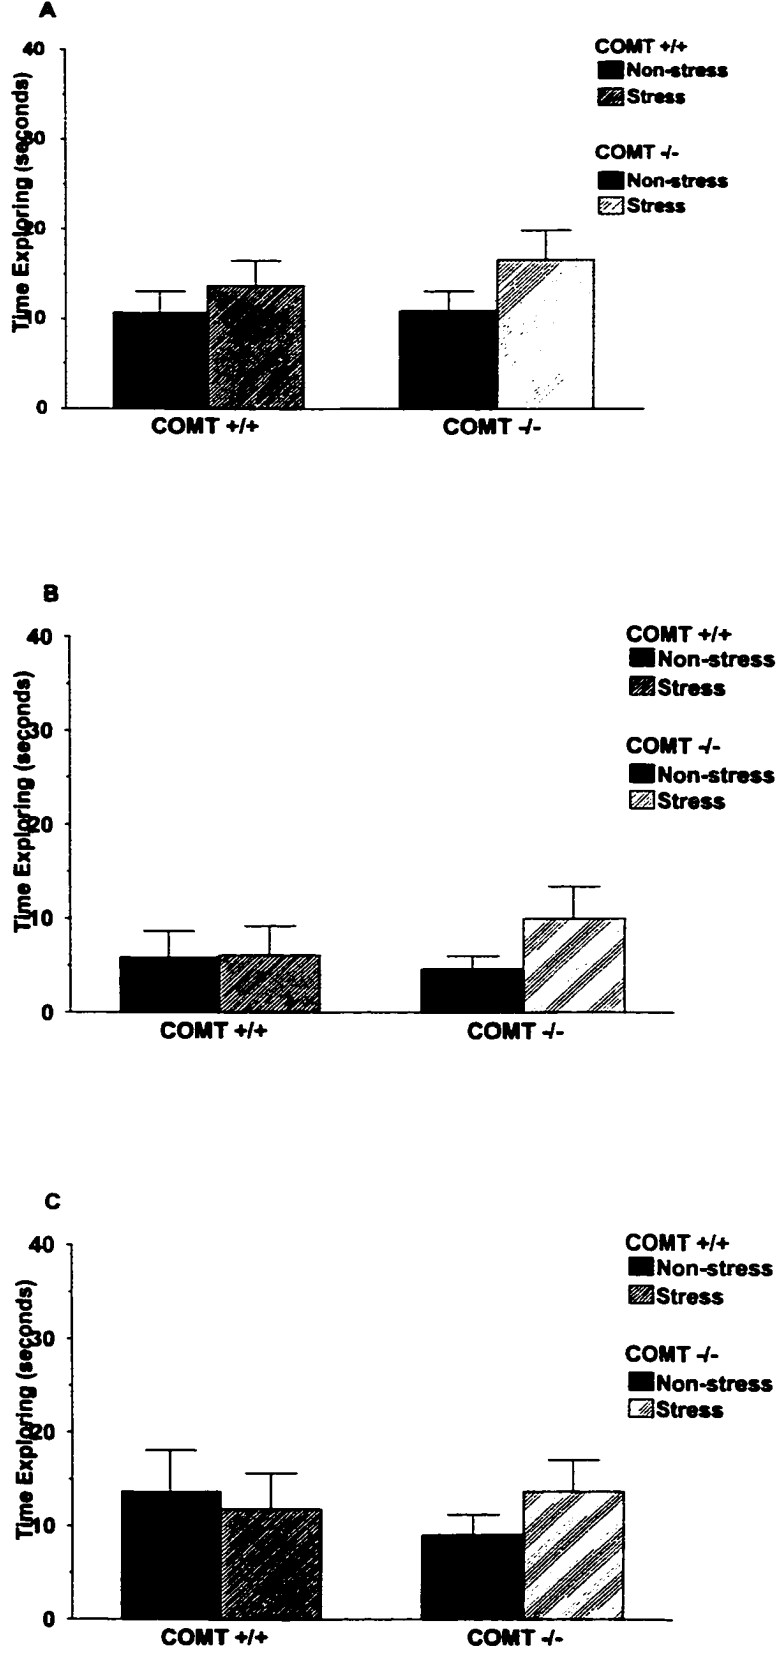 A
Time Exploring (seconds)
40
30
20
10
0
COMT +/+
COMT -/-
COMT +/+
Non-stress
Stress
COMT -/-
Non-stress
Stress
B
Time Exploring (seconds)
40
30
20
10
0
COMT +/+
COMT -/-
COMT +/+
Non-stress
Stress
COMT -/-
Non-stress
Stress
C
Time Exploring (seconds)
40
30
20
10
0
COMT +/+
COMT -/-
COMT +/+
Non-stress
Stress
COMT -/-
Non-stress
Stress